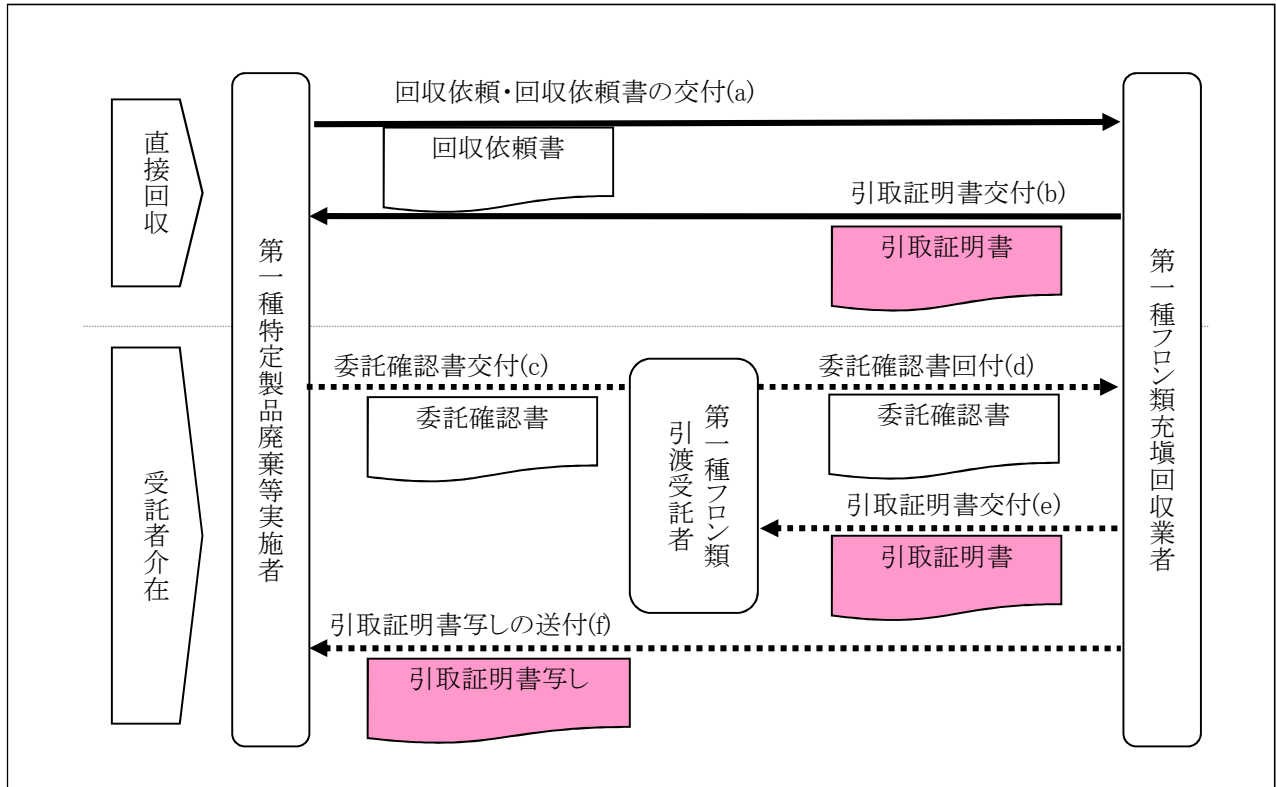 回収依頼・回収依頼書の交付(a)
回収依頼書
直接回収
引取証明書交付(b)
引取証明書
第一種特定製品廃棄等実施者
第一種フロン類充塡回収業者
委託確認書交付(c)
委託確認書
第一種フロン類
引渡受託者
委託確認書回付(d)
委託確認書
受託者介在
引取証明書交付(e)
引取証明書
引取証明書写しの送付(f)
引取証明書写し